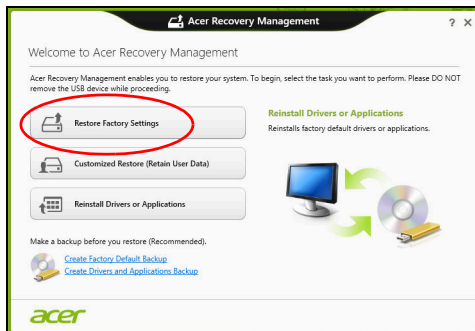 Acer Recovery Management
? X
Welcome to Acer Recovery Management
Acer Recovery Management enables you to restore your system. To begin, select the task you want to perform. Please DO NOT
remove the USB device while proceeding.
Restore Factory Settings
Reinstall Drivers or Applications
Reinstalls factory default drivers or applications.
Customized Restore (Retain User Data)
Reinstall Drivers or Applications
Make a backup before you restore (Recommended).
Create Factory Default Backup
Create Drivers and Applications Backup
acer